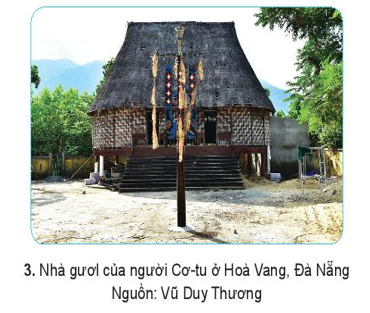 3. Nhà gươl của người Cơ-tu ở Hoà Vang, Đà Nẵng
Nguồn: Vũ Duy Thương